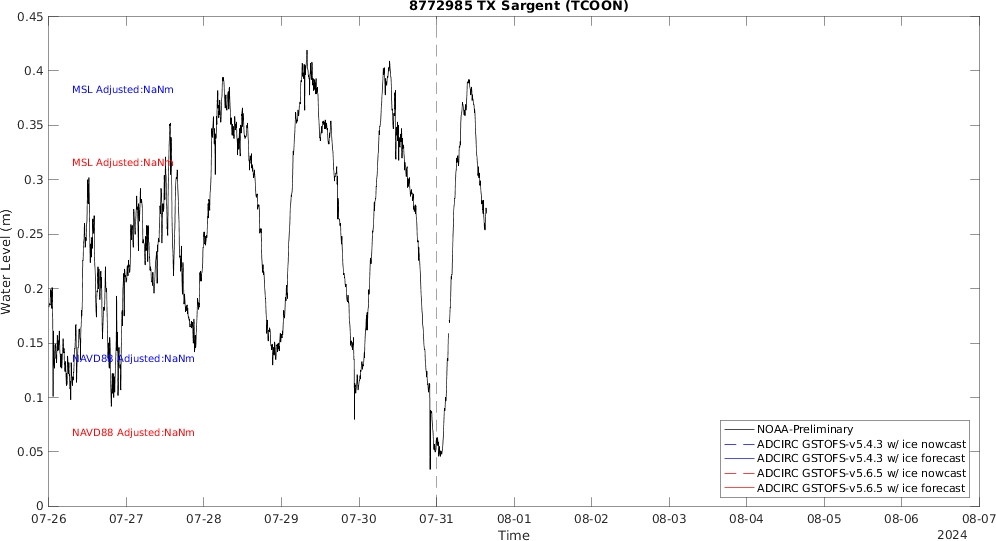 8772985 TX Sargent (TCOON)
0.45
0.4
0.35
0.3
0.25
0.2
0.15
0.1
0.05
0
Water Level (m)
MSL Adjusted:NaNm
MSL Adjusted:NaNm
NAVD88 Adjusted:NaNm
NAVD88 Adjusted:NaNm
NOAA-Preliminary
ADCIRC GSTOFS-v5.4.3 w/ ice nowcast
ADCIRC GSTOFS-v5.4.3 w/ ice forecast
ADCIRC GSTOFS-v5.6.5 w/ ice nowcast
ADCIRC GSTOFS-v5.6.5 w/ ice forecast
07-26 07-27 07-28 07-29 07-30 07-31 08-01 08-02 08-03 08-04 08-05 08-06 08-07
Time
2024